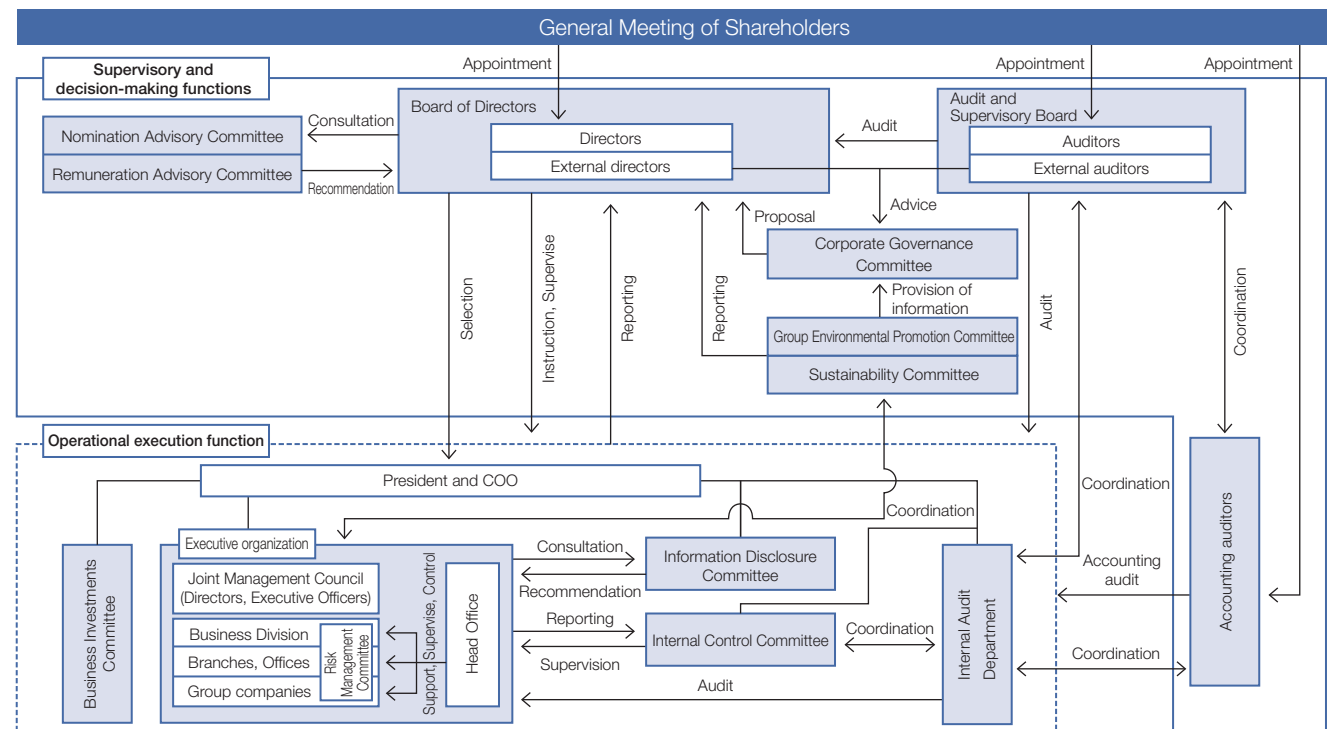 General Meeting of Shareholders
Appointment
Appointment
Appointment
Supervisory and
decision-making functions
Board of Directors
Directors
External directors
Audit and
Supervisory Board
Auditors
External auditors
Audit
Nomination Advisory Committee
Remuneration Advisory Committee
Consultation
Recommendation
Advice
Proposal
Corporate Governance
Committee
Provision of
information
Group Environmental Promotion Committee
Sustainability Committee
Selection
Instruction, Supervise
Reporting
Reporting
Audit
Coordination
Operational execution function
President and COO
Coordination
Coordination
Executive organization
Joint Management Council
(Directors, Executive Officers)
Business Division
Branches, Offices
Group companies
Risk
Management
Committee
Support, Supervise, Control
Head Office
Business Investments
Committee
Consultation
Recommendation
Information Disclosure
Committee
Reporting
Supervision
Internal Control Committee
Coordination
Audit
Internal Audit
Department
Accounting
audit
Coordination
Accounting auditors